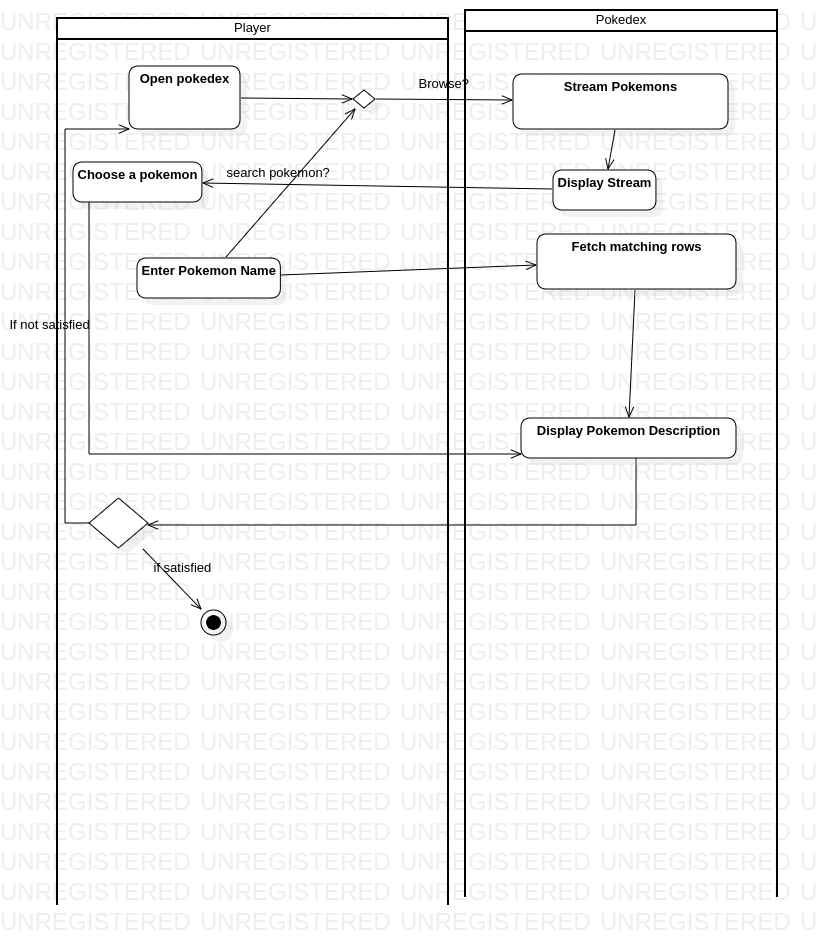 Player
Pokedex
Open pokedex
Browse?
Stream Pokemons
Choose a pokemon
search pokemon?
Display Stream
Enter Pokemon Name
Fetch matching rows
If not satisfied
Display Pokemon Description
if satisfied
UNREGISTERED